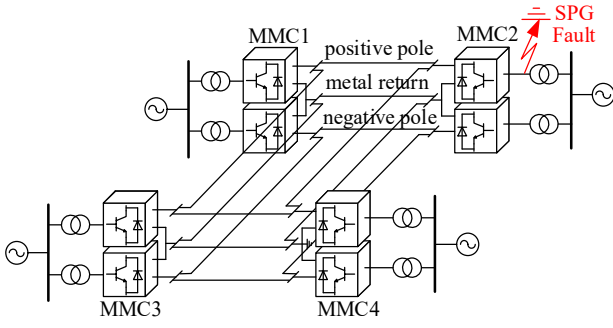 SPG
Fault
MMC1
MMC2
positive pole
metal return
negative pole
MMC3
MMC4